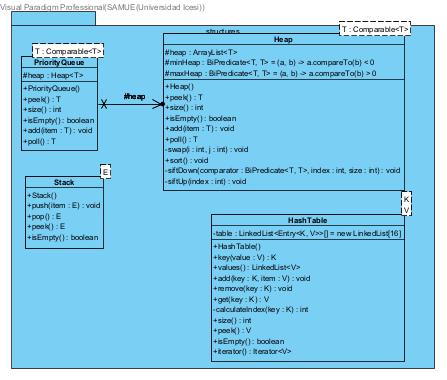 Visual Paradigm Professional(SAMUE(Universidad Icesi))
structures
T : Comparable<T>
PriorityQueue
#heap : Heap<T>
+PriorityQueue()
+peek() : T
+size() : int
+isEmpty() : boolean
+add(item : T) : void
+poll() : T
#heap
T : Comparable<T>
Heap
#heap : ArrayList<T>
#minHeap : BiPredicate<T, T> = (a, b) -> a.compareTo(b) < 0
#maxHeap : BiPredicate<T, T> = (a, b) -> a.compareTo(b) > 0
+Heap()
+peek() : T
+size() : int
+isEmpty() : boolean
+add(item : T) : void
+poll() : T
-swap(i : int, j : int) : void
+sort() : void
-siftDown(comparator : BiPredicate<T, T>, index : int, size : int) : void
-siftUp(index : int) : void
E
Stack
+Stack()
+push(item : E) : void
+pop() : E
+peek() : E
+isEmpty() : boolean
K
V
HashTable
-table : LinkedList<Entry<K, V>>[] = new LinkedList[16]
+HashTable()
+key(value : V) : K
+values() : LinkedList<V>
+add(key : K, item : V) : void
+remove(key : K) : void
+get(key : K) : V
-calculateIndex(key : K) : int
+size() : int
+peek() : V
+isEmpty() : boolean
+iterator() : Iterator<V>